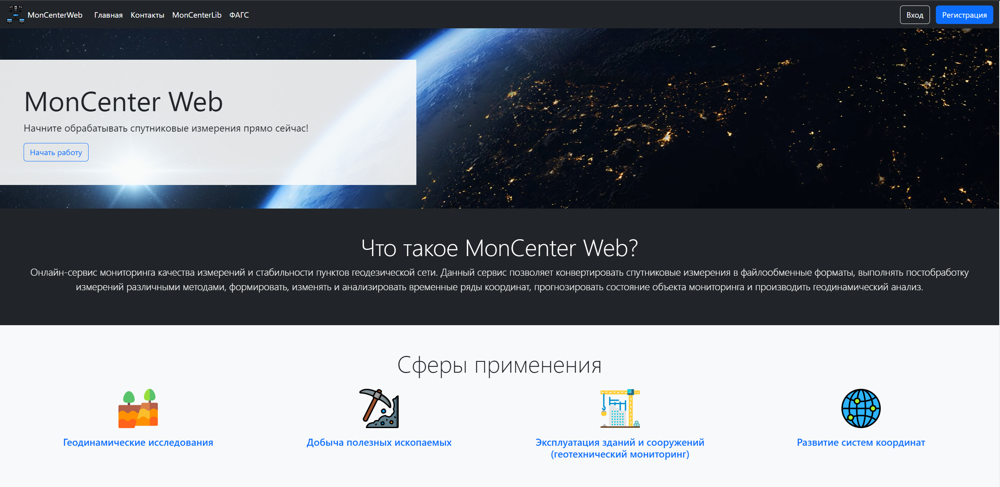 MonCenterWeb Главная Контакты MonCenterLib ФАГС Вход Регистрация
MonCenter Web
Начните обрабатывать спутниковые измерения прямо сейчас!
Начать работу
Что такое MonCenter Web?
Онлайн-сервис мониторинга качества измерений и стабильности пунктов геодезической сети. Данный сервис позволяет конвертировать спутниковые измерения в файлообменные форматы, выполнять постобработку
измерений различными методами, формировать, изменять и анализировать временные ряды координат, прогнозировать состояние объекта мониторинга и производить геодинамический анализ.
Сферы применения
Геодинамические исследования
Добыча полезных ископаемых
Эксплуатация зданий и сооружений
(геотехнический мониторинг)
Развитие систем координат